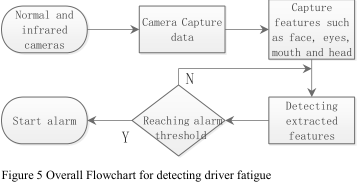 Normal and
infrared
cameras
Camera Capture
data
Capture
features such
as face, eyes,
mouth and head
N
Start alarm
Y
Reaching alarm
threshold
Detecting
extracted
features
Figure 5 Overall Flowchart for detecting driver fatigue